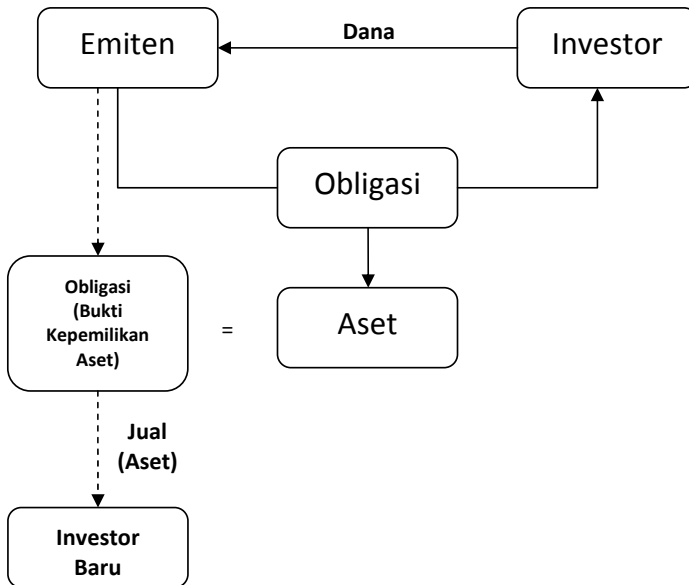 Emiten
Dana
Investor
Obligasi
Obligasi
(Bukti
Kepemilikan
Aset)
=
Aset
Jual
(Aset)
Investor
Baru